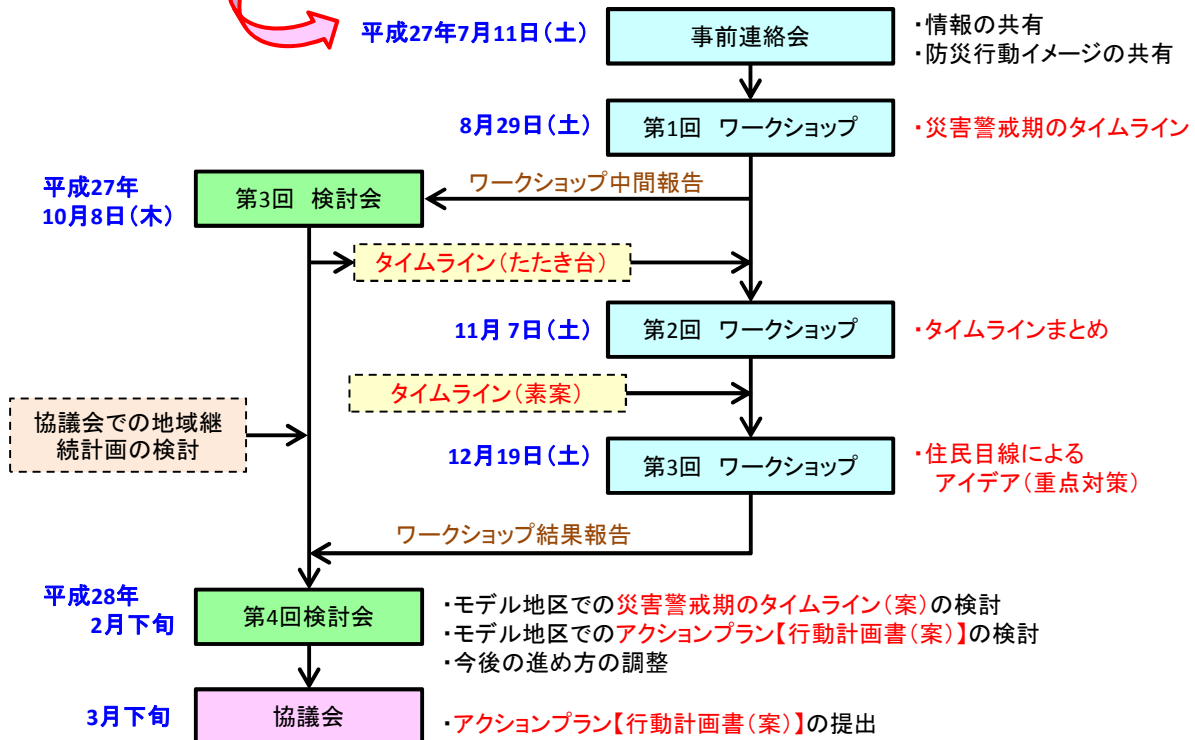 平成27年7月11日(土)
事前連絡会
・情報の共有
・防災行動イメージの共有
8月29日(土)
第1回 ワークショップ
・災害警戒期のタイムライン
ワークショップ中間報告
平成27年
10月8日(木)
第3回 検討会
タイムライン(たたき台)
11月 7日(土)
第2回 ワークショップ
・タイムラインまとめ
タイムライン(素案)
協議会での地域継
続計画の検討
12月19日(土)
第3回 ワークショップ
・住民目線による
アイデア(重点対策)
ワークショップ結果報告
平成28年
2月下旬
第4回検討会
・モデル地区での災害警戒期のタイムライン(案)の検討
・モデル地区でのアクションプラン【行動計画書(案)】の検討
・今後の進め方の調整
3月下旬
協議会
・アクションプラン【行動計画書(案)】の提出